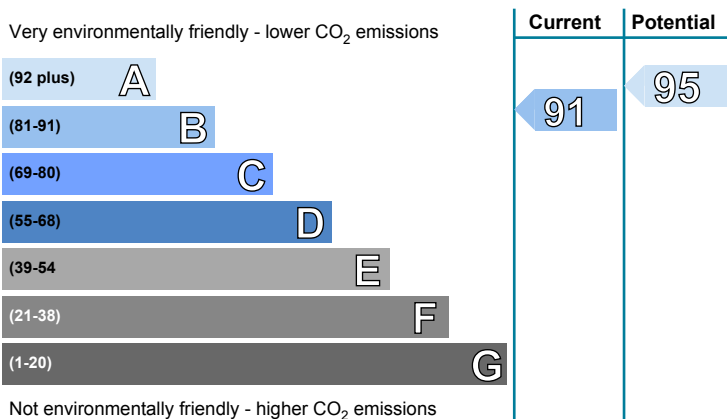 Current Potential
Very environmentally friendly - lower CO2 emissions
(92 plus) A 95
(81-91) B 91
(69-80) C
(55-68) D
(39-54 E
(21-38) F
(1-20) G
Not environmentally friendly - higher CO2 emissions